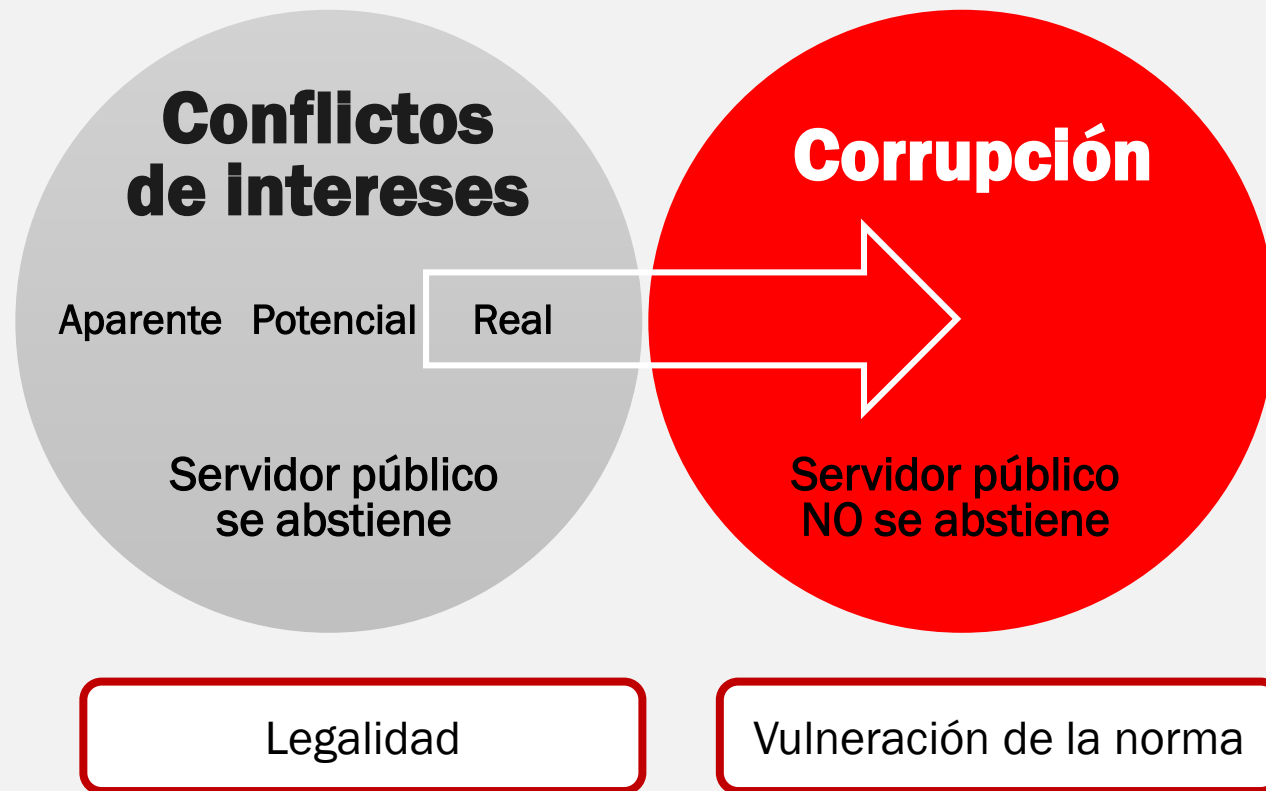 Conflictos
de intereses
Aparente Potencial Real
Servidor público
se abstiene
Legalidad
Corrupción
Servidor público
NO se abstiene
Vulneración de la norma